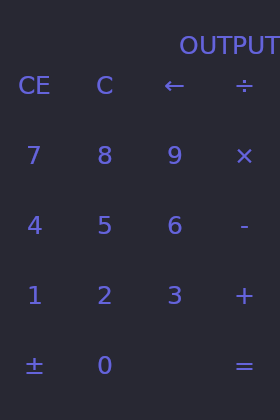 OUTPUT
CE C ← ÷
7 8 9 ×
4 5 6 -
1 2 3 +
± 0 =